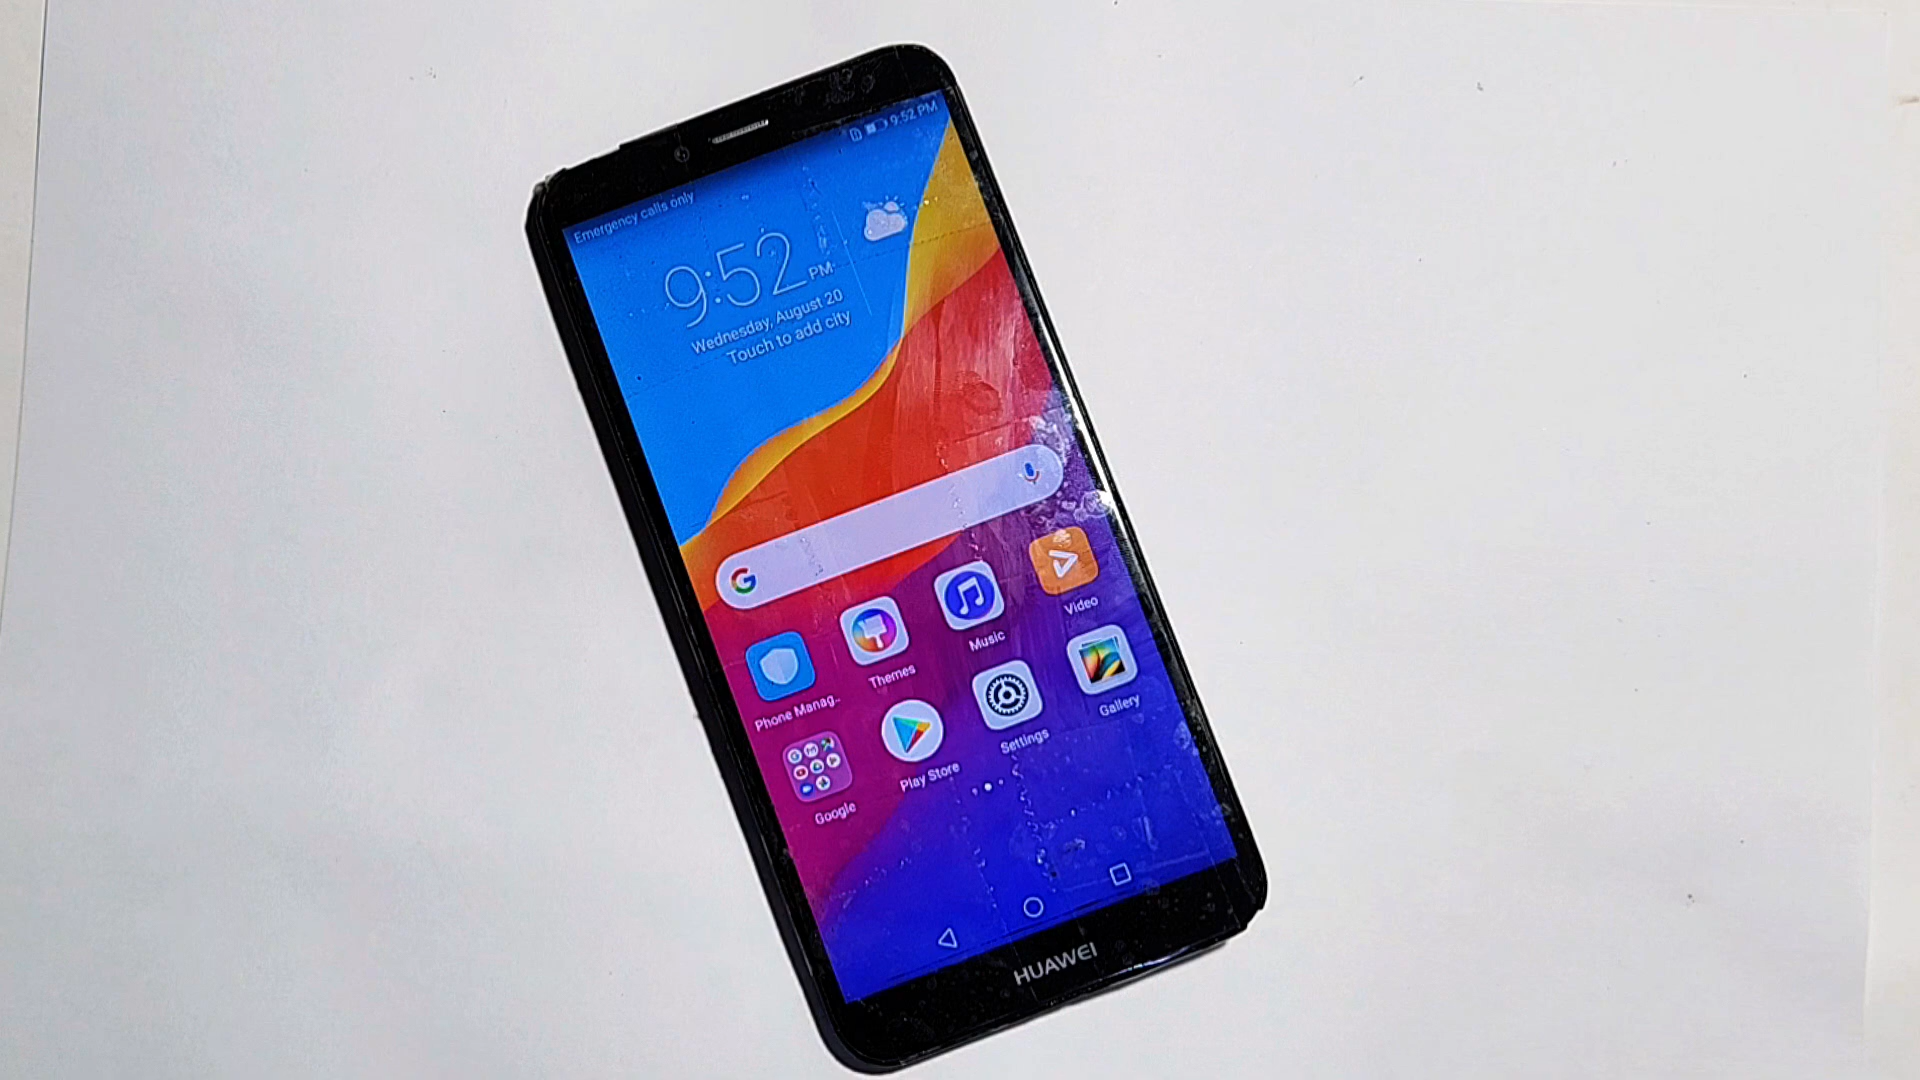 9:52 PM
Emergency calls only
9:52 PM
Wednesday, August 20
Touch to add city
G
Phone Manag..
Themes
Music
Video
Google
Play Store
Settings
Gallery
HUAWEI